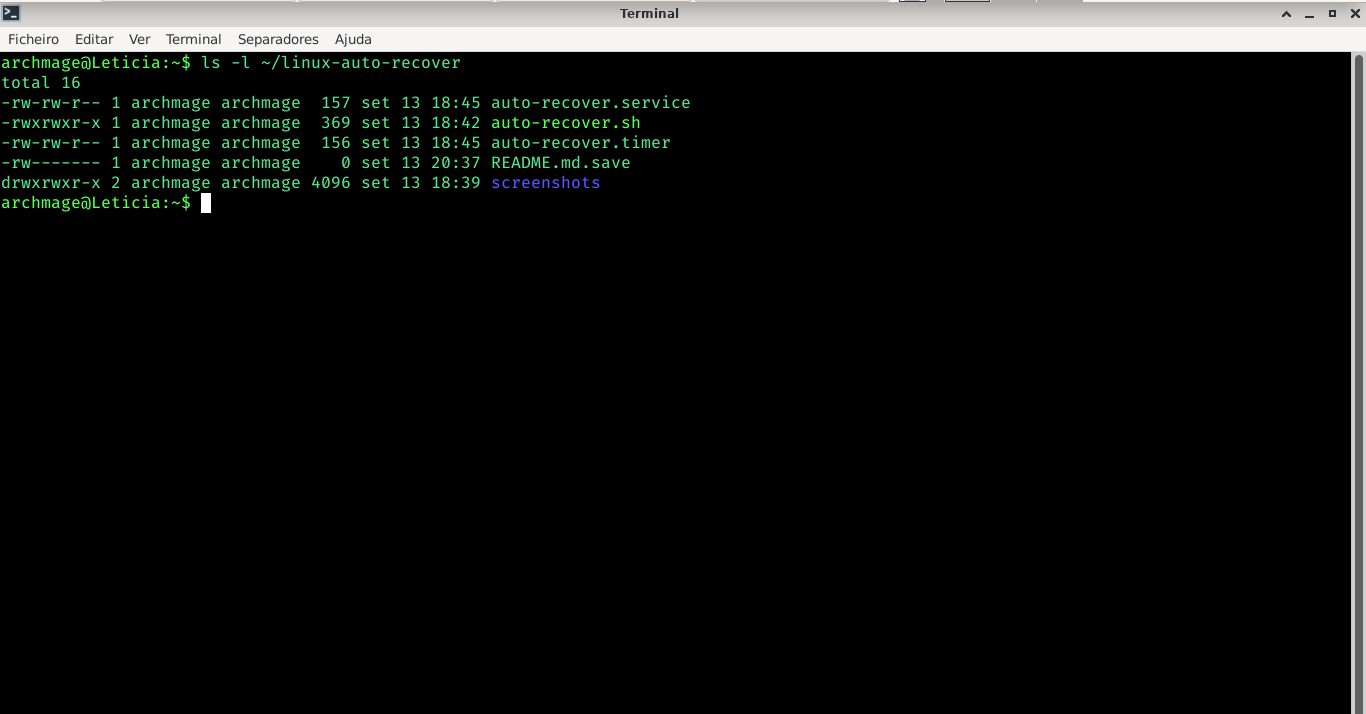 Terminal
Ficheiro Editar Ver Terminal Separadores Ajuda
archmage@Leticia:~$ ls -l ~/linux-auto-recover
total 16
-rw-rw-r-- 1 archmage archmage  157 set 13 18:45 auto-recover.service
-rwxrwxr-x 1 archmage archmage  369 set 13 18:42 auto-recover.sh
-rw-rw-r-- 1 archmage archmage  156 set 13 18:45 auto-recover.timer
-rw------- 1 archmage archmage    0 set 13 20:37 README.md.save
drwxrwxr-x 2 archmage archmage 4096 set 13 18:39 screenshots
archmage@Leticia:~$